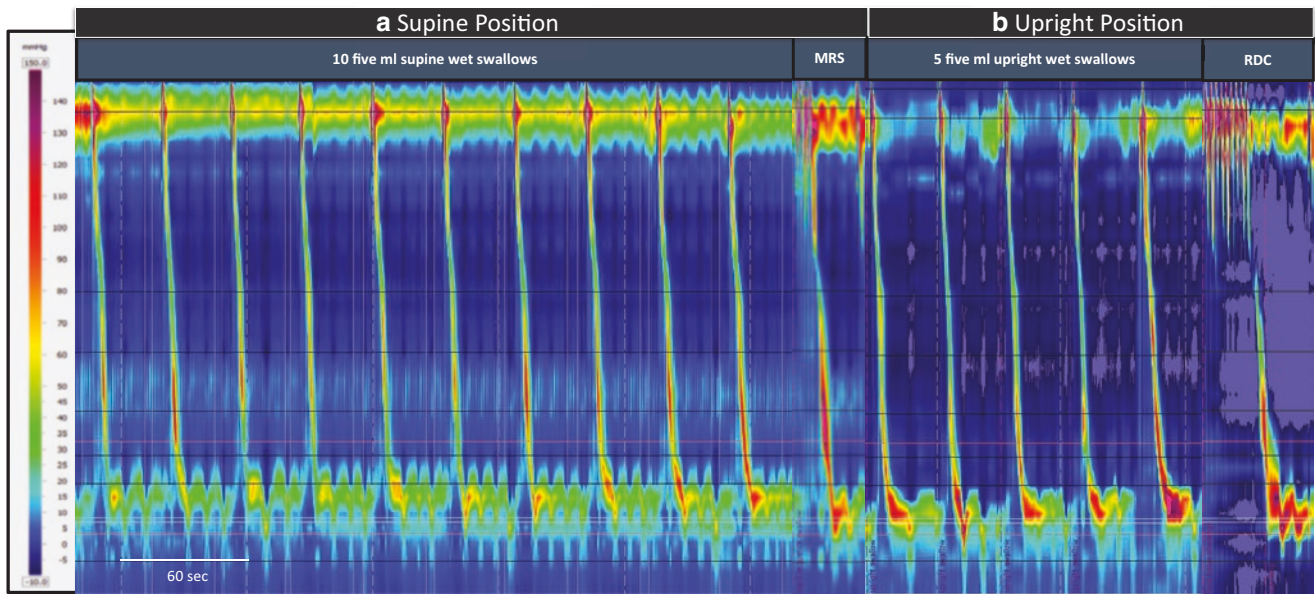 a Supine Position
b Upright Position
10 five ml supine wet swallows
MRS
5 five ml upright wet swallows
RDC
mmHg
150.0
140
130
120
110
100
90
80
70
60
50
45
40
35
30
25
20
15
10
5
0
-5
-10.0
60 sec